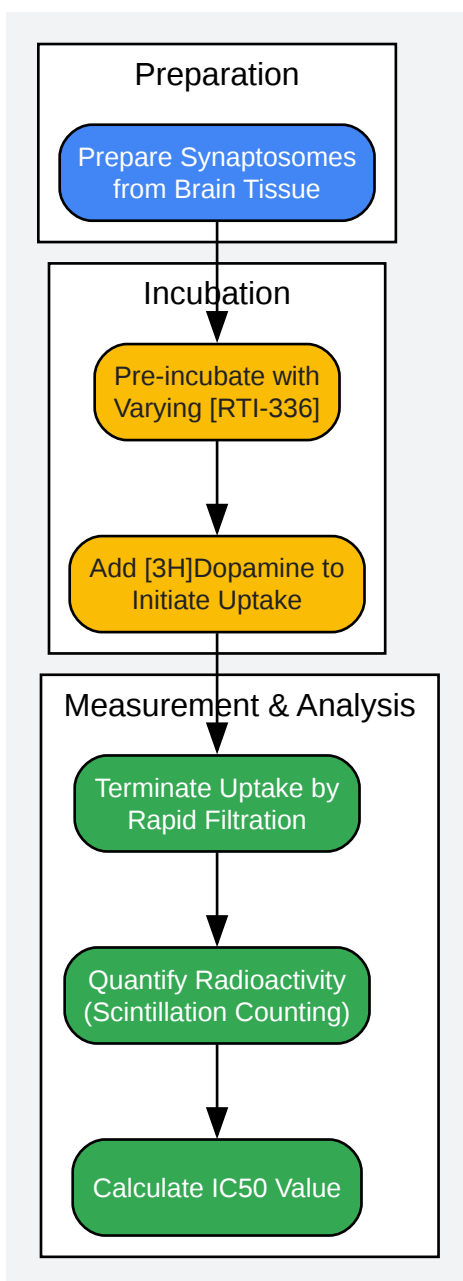 Preparation
Prepare Synaptosomes
from Brain Tissue
Incubation
Pre-incubate with
Varying [RTI-336]
Add [3H]Dopamine to
Initiate Uptake
Measurement & Analysis
Terminate Uptake by
Rapid Filtration
Quantify Radioactivity
(Scintillation Counting)
Calculate IC50 Value